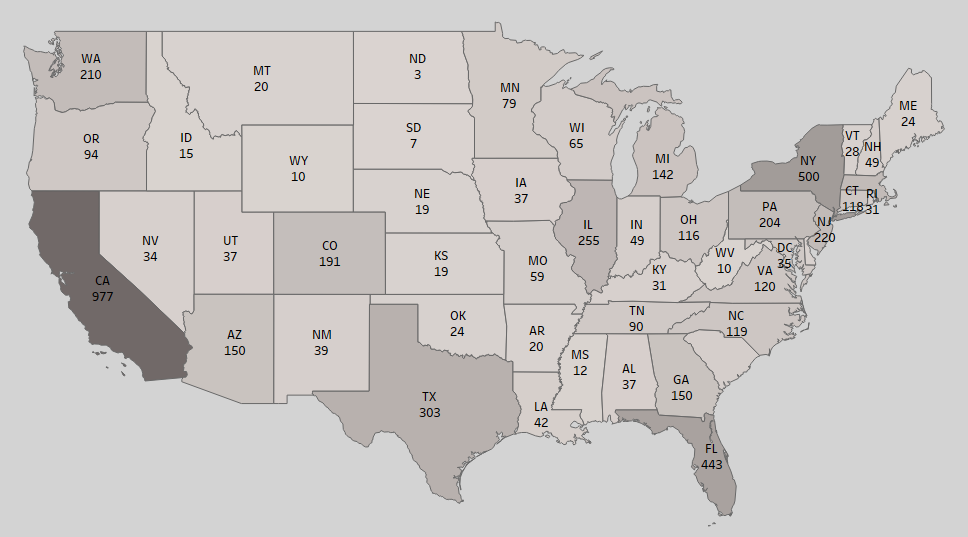 WA
210
MT
20
ND
3
MN
79
ME
24
OR
94
ID
15
SD
7
WI
65
VT
28
NH
49
WY
10
MI
142
NY
500
IA
37
NE
19
CT
118
RI
31
PA
204
NJ
220
NV
34
UT
37
CO
191
IL
255
IN
49
OH
116
DC
35
WV
10
VA
120
KS
19
MO
59
KY
31
CA
977
OK
24
TN
90
NC
119
AZ
150
NM
39
AR
20
MS
12
AL
37
GA
150
TX
303
LA
42
FL
443